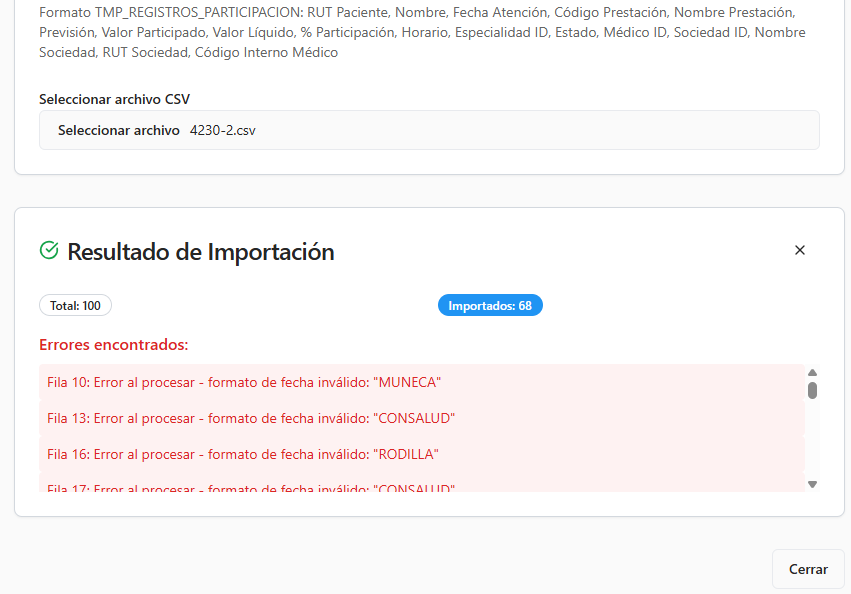 Formato TMP_REGISTROS_PARTICIPACION: RUT Paciente, Nombre, Fecha Atención, Código Prestación, Nombre Prestación,
Previsión, Valor Participado, Valor Líquido, % Participación, Horario, Especialidad ID, Estado, Médico ID, Sociedad ID, Nombre
Sociedad, RUT Sociedad, Código Interno Médico
Seleccionar archivo CSV
Seleccionar archivo 4230-2.csv
Resultado de Importación
Total: 100
Importados: 68
Errores encontrados:
Fila 10: Error al procesar - formato de fecha inválido: "MUNECA"
Fila 13: Error al procesar - formato de fecha inválido: "CONSALUD"
Fila 16: Error al procesar - formato de fecha inválido: "RODILLA"
Fila 17: Error al procesar - formato de fecha inválido: "CONSALUD"
Cerrar